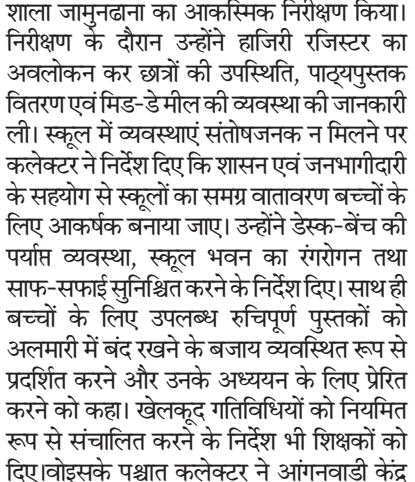 शाला जामुनढाना का आकस्मिक निरीक्षण किया।
निरीक्षण के दौरान उन्होंने हाजिरी रजिस्टर का
अवलोकन कर छात्रों की उपस्थिति, पाठ्यपुस्तक
वितरण एवं मिड-डे मील की व्यवस्था की जानकारी
ली। स्कूल में व्यवस्थाएं संतोषजनक न मिलने पर
कलेक्टर ने निर्देश दिए कि शासन एवं जनभागीदारी
के सहयोग से स्कूलों का समग्र वातावरण बच्चों के
लिए आकर्षक बनाया जाए। उन्होंने डेस्क-बेंच की
पर्याप्त व्यवस्था, स्कूल भवन का रंगरोगन तथा
साफ-सफाई सुनिश्चित करने के निर्देश दिए। साथ ही
बच्चों के लिए उपलब्ध रुचिपूर्ण पुस्तकों को
अलमारी में बंद रखने के बजाय व्यवस्थित रूप से
प्रदर्शित करने और उनके अध्ययन के लिए प्रेरित
करने को कहा। खेलकूद गतिविधियों को नियमित
रूप से संचालित करने के निर्देश भी शिक्षकों को
दिए।वोइसके पश्चात कलेक्टर ने आंगनवाडी केंद्र